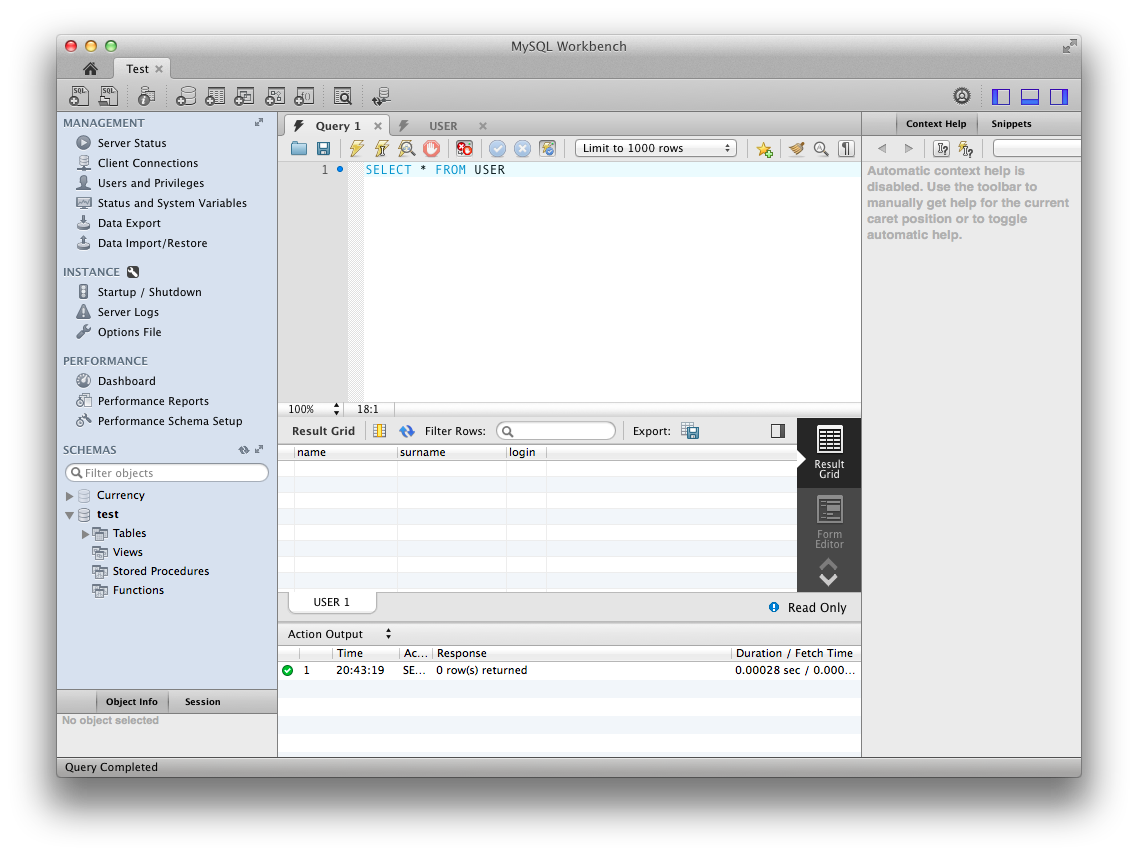 MySQL Workbench
Test
MANAGEMENT
Server Status
Client Connections
Users and Privileges
Status and System Variables
Data Export
Data Import/Restore
INSTANCE
Startup / Shutdown
Server Logs
Options File
PERFORMANCE
Dashboard
Performance Reports
Performance Schema Setup
SCHEMAS
Filter objects
Currency
test
Tables
Views
Stored Procedures
Functions
Object Info Session
No object selected
Query 1 USER
Limit to 1000 rows
1 SELECT * FROM USER
100% 18:1
Result Grid Filter Rows: Export:
name surname login
Result
Grid
Form
Editor
USER 1
Read Only
Action Output
Time Ac... Response Duration / Fetch Time
1 20:43:19 SE... 0 row(s) returned 0.00028 sec / 0.000...
Context Help Snippets
Automatic context help is
disabled. Use the toolbar to
manually get help for the current
caret position or to toggle
automatic help.
Query Completed